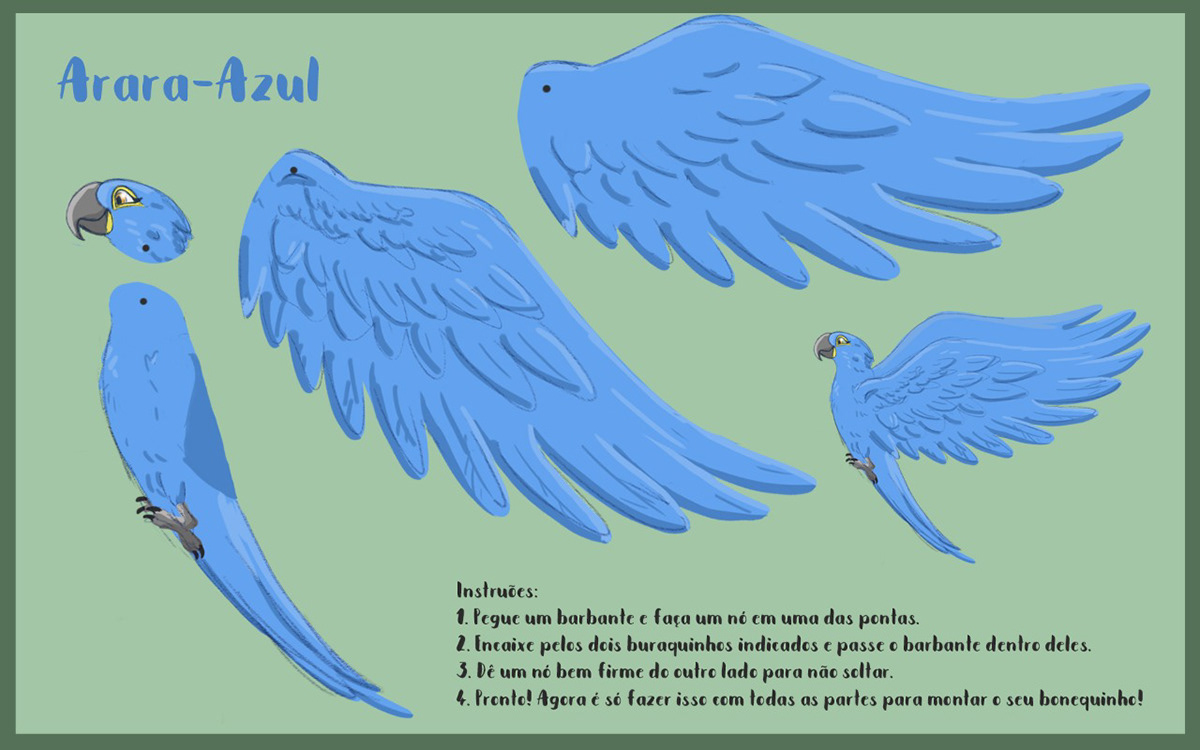 Arara-Azul
Instruões:
1. Pegue um barbante e faça um nó em uma das pontas.
2. Encaixe pelos dois buraquinhos indicados e passe o barbante dentro deles.
3. Dê um nó bem firme do outro lado para não soltar.
4. Pronto! Agora é só fazer isso com todas as partes para montar o seu bonequinho!